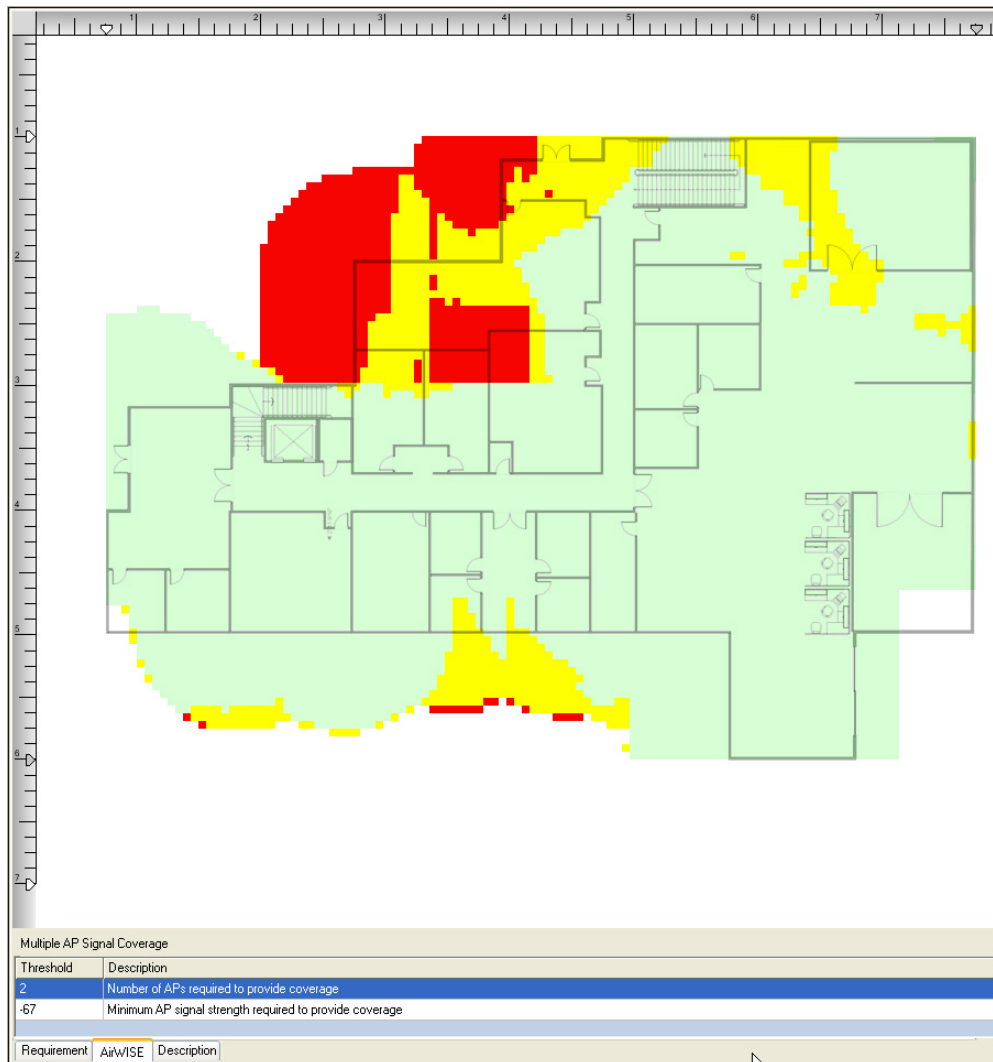 1 2 3 4 5 6 7
1
2
3
4
5
6
7
Multiple AP Signal Coverage
Threshold Description
2 Number of APs required to provide coverage
-67 Minimum AP signal strength required to provide coverage
Requirement AirWISE Description